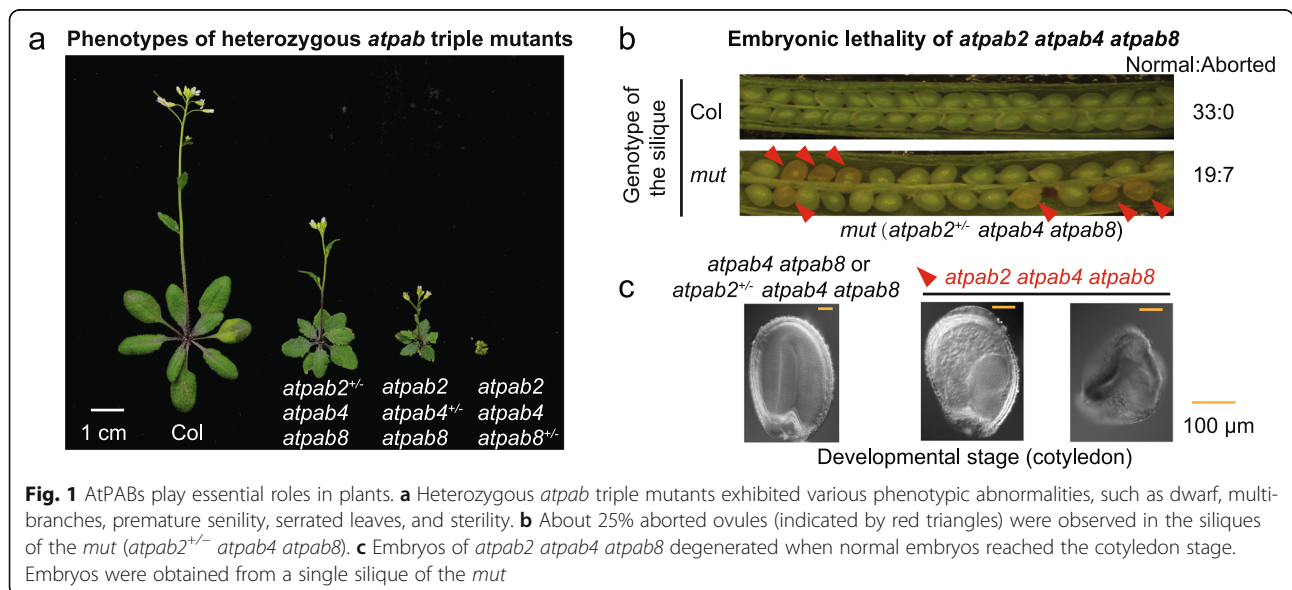 a Phenotypes of heterozygous atpab triple mutants
Col
1 cm
atpab2+/-
atpab4
atpab8
atpab2
atpab4+/-
atpab8
atpab2
atpab4
atpab8+/-
b Embryonic lethality of atpab2 atpab4 atpab8
Normal:Aborted
Genotype of
the silique
Col
33:0
mut
19:7
mut (atpab2+/- atpab4 atpab8)
c
atpab4 atpab8 or
atpab2+/- atpab4 atpab8
atpab2 atpab4 atpab8
100 µm
Developmental stage (cotyledon)
Fig. 1 AtPABs play essential roles in plants. a Heterozygous atpab triple mutants exhibited various phenotypic abnormalities, such as dwarf, multi-
branches, premature senility, serrated leaves, and sterility. b About 25% aborted ovules (indicated by red triangles) were observed in the siliques
of the mut (atpab2+/− atpab4 atpab8). c Embryos of atpab2 atpab4 atpab8 degenerated when normal embryos reached the cotyledon stage.
Embryos were obtained from a single silique of the mut